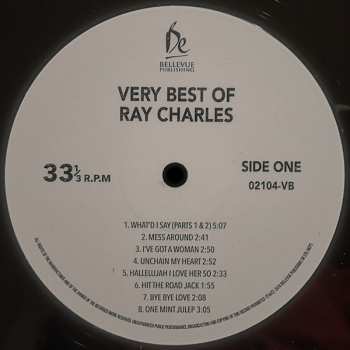 Be
BELLEVUE
PUBLISHING
VERY BEST OF
RAY CHARLES
33 1/3 R.P.M
SIDE ONE
02104-VB
1. WHAT'D I SAY (PARTS 1 & 2) 5:07
2. MESS AROUND 2:41
3. I'VE GOT A WOMAN 2:50
4. UNCHAIN MY HEART 2:52
5. HALLELUJAH I LOVE HER SO 2:33
6. HIT THE ROAD JACK 1:55
7. BYE BYE LOVE 2:08
8. ONE MINT JULEP 3:05